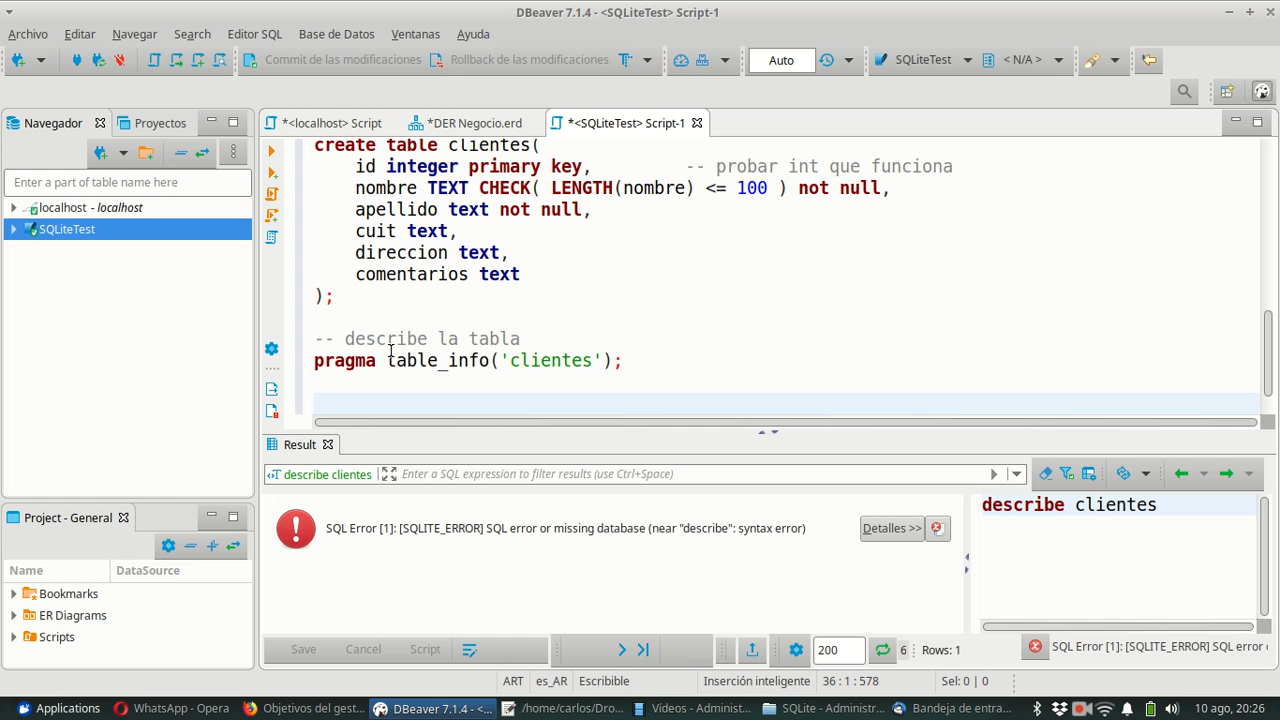 DBeaver 7.1.4 - <SQLiteTest> Script-1
Archivo Editar Navegar Search Editor SQL Base de Datos Ventanas Ayuda
Commit de las modificaciones Rollback de las modificaciones Auto SQLiteTest < N/A >
Navegador Proyectos
*<localhost> Script *DER Negocio.erd *<SQLiteTest> Script-1
Enter a part of table name here
localhost - localhost
SQLiteTest
create table clientes(
id integer primary key, -- probar int que funciona
nombre TEXT CHECK( LENGTH(nombre) <= 100 ) not null,
apellido text not null,
cuit text,
direccion text,
comentarios text
);
-- describe la tabla
pragma table_info('clientes');
Result
describe clientes Enter a SQL expression to filter results (use Ctrl+Space)
SQL Error [1]: [SQLITE_ERROR] SQL error or missing database (near "describe": syntax error) Detalles >>
describe clientes
Project - General
Name DataSource
Bookmarks
ER Diagrams
Scripts
Save Cancel Script 200 6 Rows: 1 SQL Error [1]: [SQLITE_ERROR] SQL error
ART es_AR Escribible Inserción inteligente 36 : 1 : 578 Sel: 0 | 0
Applications WhatsApp - Opera Objetivos del gest... DBeaver 7.1.4 - <... /home/carlos/Dro... Videos - Administ... SQLite - Administr... Bandeja de entra... 10 ago, 20:26